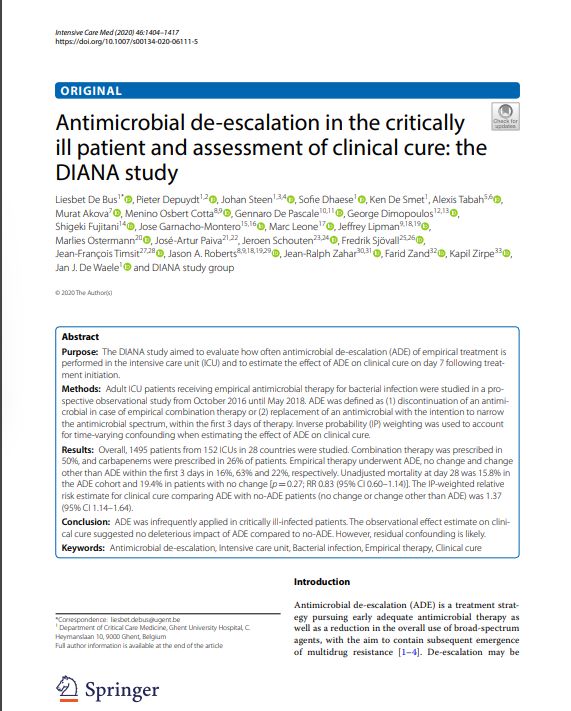 Intensive Care Med (2020) 46:1404–1417
https://doi.org/10.1007/s00134-020-06111-5
ORIGINAL
Antimicrobial de-escalation in the critically
ill patient and assessment of clinical cure: the
DIANA study
Check for
updates
Liesbet De Bus1*, Pieter Depuydt1,2, Johan Steen1,3,4, Sofie Dhaese1, Ken De Smet1, Alexis Tabah5,6,
Murat Akova7, Menino Osbert Cotta8,9, Gennaro De Pascale10,11, George Dimopoulos12,13,
Shigeki Fujitani14, Jose Garnacho-Montero15,16, Marc Leone17, Jeffrey Lipman9,18,19,
Marlies Ostermann20, José-Artur Paiva21,22, Jeroen Schouten23,24, Fredrik Sjövall25,26,
Jean-François Timsit27,28, Jason A. Roberts8,9,18,19,29, Jean-Ralph Zahar30,31, Farid Zand32, Kapil Zirpe33,
Jan J. De Waele1 and DIANA study group
© 2020 The Author(s)
Abstract
Purpose: The DIANA study aimed to evaluate how often antimicrobial de-escalation (ADE) of empirical treatment is
performed in the intensive care unit (ICU) and to estimate the effect of ADE on clinical cure on day 7 following treat-
ment initiation.
Methods: Adult ICU patients receiving empirical antimicrobial therapy for bacterial infection were studied in a pro-
spective observational study from October 2016 until May 2018. ADE was defined as (1) discontinuation of an antimi-
crobial in case of empirical combination therapy or (2) replacement of an antimicrobial with the intention to narrow
the antimicrobial spectrum, within the first 3 days of therapy. Inverse probability (IP) weighting was used to account
for time-varying confounding when estimating the effect of ADE on clinical cure.
Results: Overall, 1495 patients from 152 ICUs in 28 countries were studied. Combination therapy was prescribed in
50%, and carbapenems were prescribed in 26% of patients. Empirical therapy underwent ADE, no change and change
other than ADE within the first 3 days in 16%, 63% and 22%, respectively. Unadjusted mortality at day 28 was 15.8% in
the ADE cohort and 19.4% in patients with no change [p = 0.27; RR 0.83 (95% CI 0.60–1.14)]. The IP-weighted relative
risk estimate for clinical cure comparing ADE with no-ADE patients (no change or change other than ADE) was 1.37
(95% CI 1.14–1.64).
Conclusion: ADE was infrequently applied in critically ill-infected patients. The observational effect estimate on clini-
cal cure suggested no deleterious impact of ADE compared to no-ADE. However, residual confounding is likely.
Keywords: Antimicrobial de-escalation, Intensive care unit, Bacterial infection, Empirical therapy, Clinical cure
*Correspondence: liesbet.debus@ugent.be
1 Department of Critical Care Medicine, Ghent University Hospital, C.
Heymanslaan 10, 9000 Ghent, Belgium
Full author information is available at the end of the article
Introduction
Antimicrobial de-escalation (ADE) is a treatment strat-
egy pursuing early adequate antimicrobial therapy as
well as a reduction in the overall use of broad-spectrum
agents, with the aim to contain subsequent emergence
of multidrug resistance [1–4]. De-escalation may be
Springer